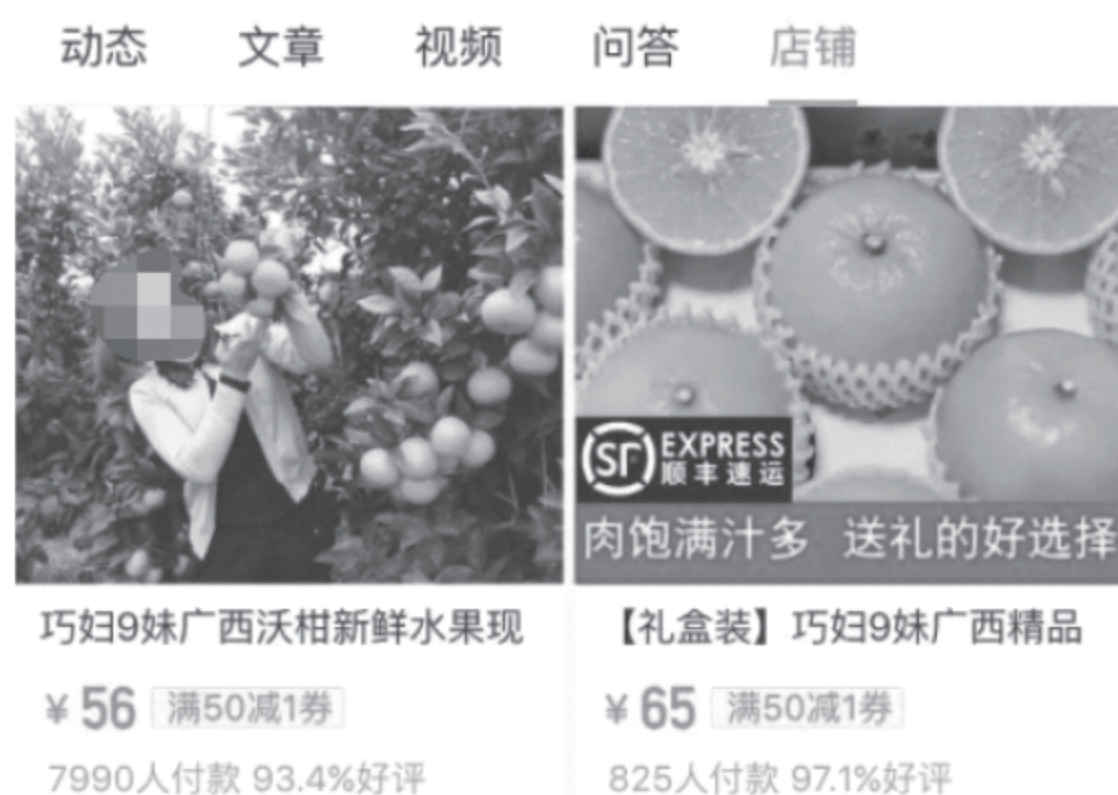 动态 文章 视频 问答 店铺
EXPRESS
顺丰速运
肉饱满汁多 送礼的好选择
巧妇9妹广西沃柑新鲜水果现
¥56 满50减1券
7990人付款 93.4%好评
【礼盒装】巧妇9妹广西精品
¥65 满50减1券
825人付款 97.1%好评